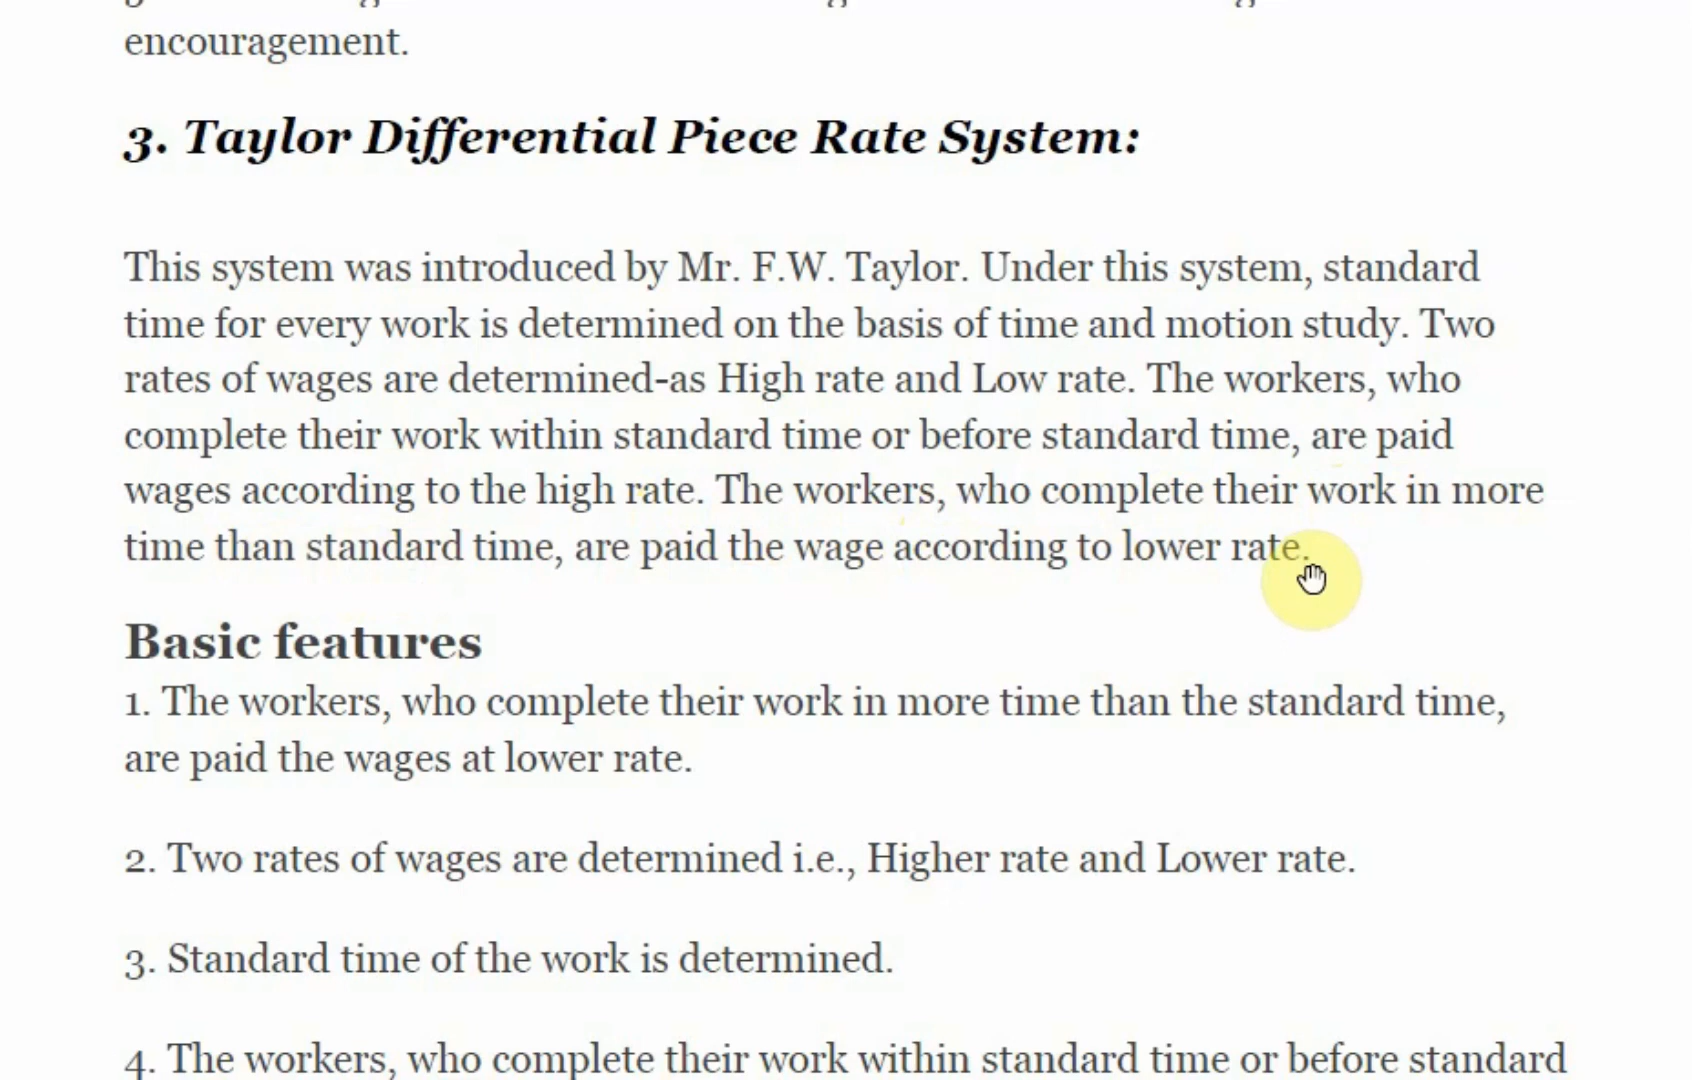 encouragement.
3. Taylor Differential Piece Rate System:
This system was introduced by Mr. F.W. Taylor. Under this system, standard
time for every work is determined on the basis of time and motion study. Two
rates of wages are determined-as High rate and Low rate. The workers, who
complete their work within standard time or before standard time, are paid
wages according to the high rate. The workers, who complete their work in more
time than standard time, are paid the wage according to lower rate.
Basic features
1. The workers, who complete their work in more time than the standard time,
are paid the wages at lower rate.
2. Two rates of wages are determined i.e., Higher rate and Lower rate.
3. Standard time of the work is determined.
4. The workers, who complete their work within standard time or before standard